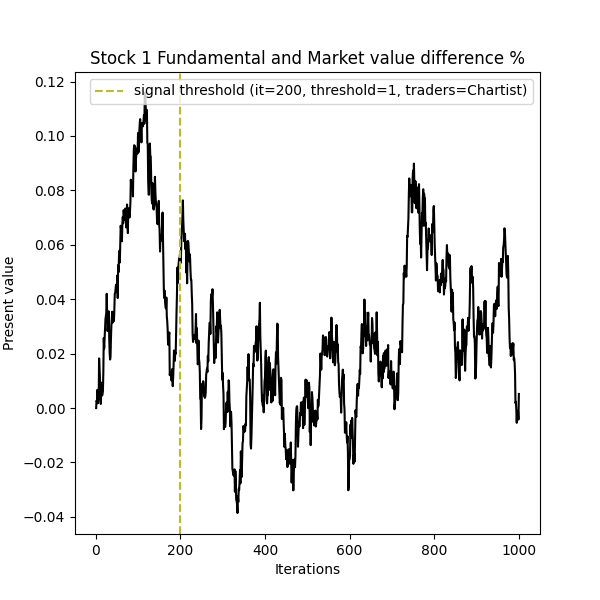 Stock 1 Fundamental and Market value difference %
signal threshold (it=200, threshold=1, traders=Chartist)
0.12
0.10
0.08
0.06
0.04
0.02
0.00
−0.02
−0.04
Present value
0 200 400 600 800 1000
Iterations